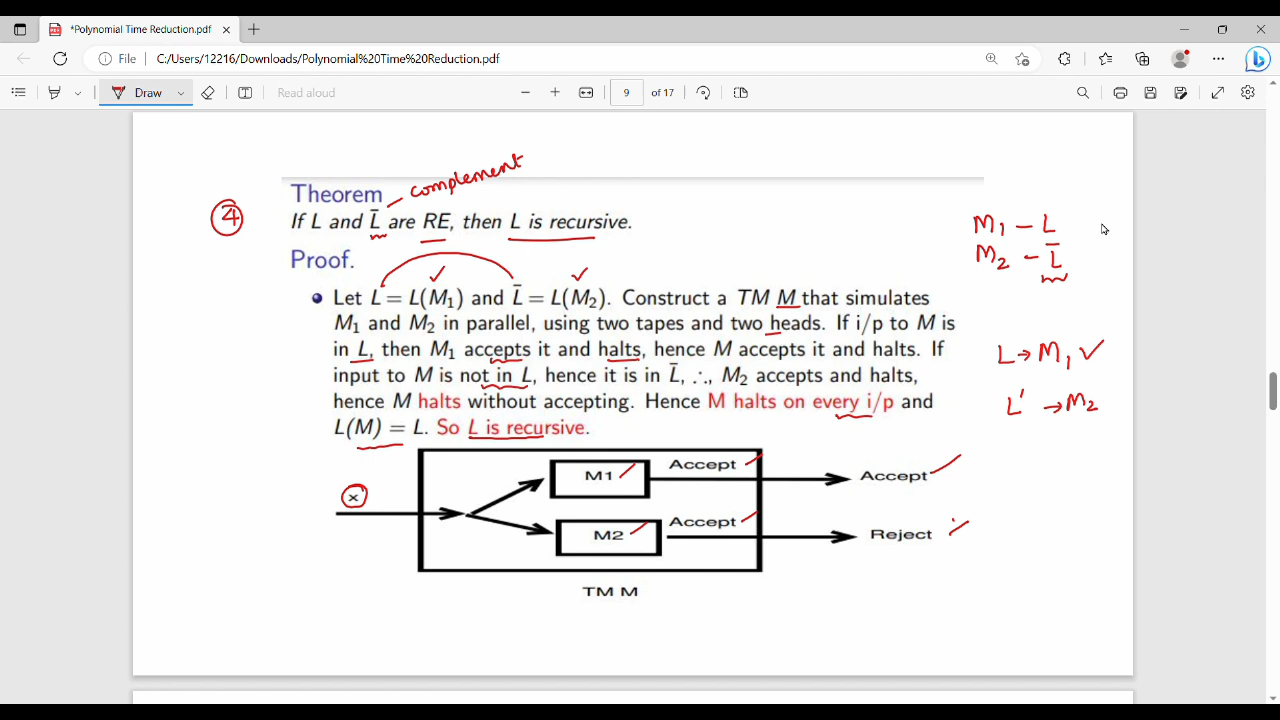 *Polynomial Time Reduction.pdf
File C:/Users/12216/Downloads/Polynomial%20Time%20Reduction.pdf
Draw Read aloud 9 of 17
complement
Theorem
④ If L and L̄ are RE, then L is recursive.
M₁ – L
M₂ – L̄
Proof.
• Let L = L(M₁) and L̄ = L(M₂). Construct a TM M that simulates
M₁ and M₂ in parallel, using two tapes and two heads. If i/p to M is
in L, then M₁ accepts it and halts, hence M accepts it and halts. If
input to M is not in L, hence it is in L̄, ∴, M₂ accepts and halts,
hence M halts without accepting. Hence M halts on every i/p and
L(M) = L. So L is recursive.
L → M₁ ✓
L' → M₂
x
M1 Accept Accept
M2 Accept Reject
TM M